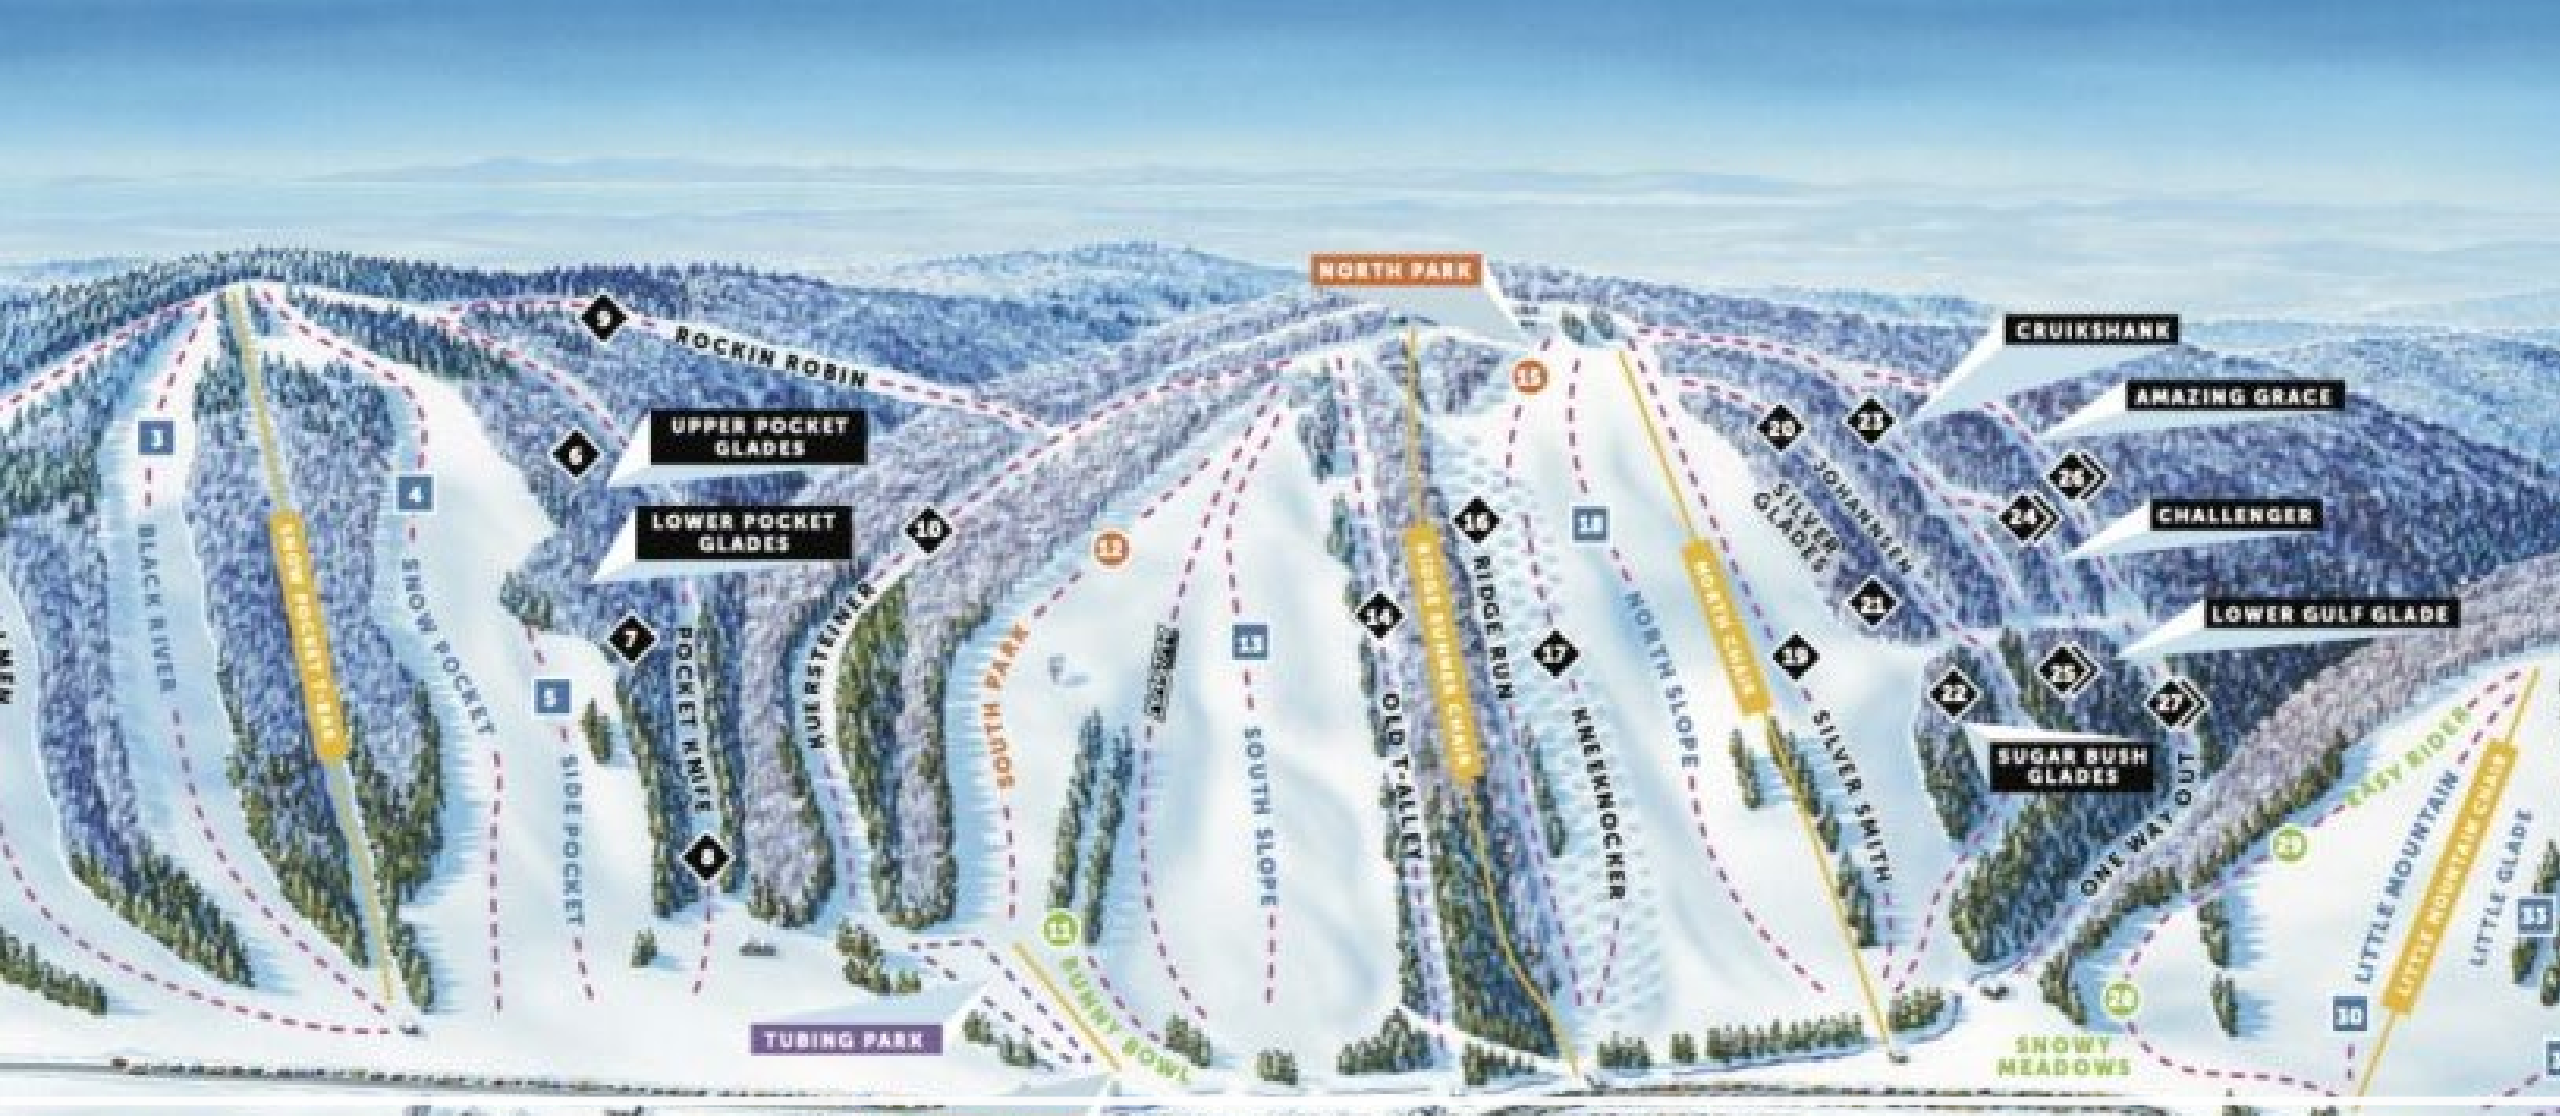 NORTH PARK
9
ROCKIN ROBIN
CRUIKSHANK
AMAZING GRACE
15
3
UPPER POCKET
GLADES
6
20
23
26
4
LOWER POCKET
GLADES
10
12
16
18
JOHANNSEN
SILVER
GLADES
24
CHALLENGER
BLACK RIVER
SNOW POCKET
SNOW POCKET T-BAR
7
HUERSTEINER
13
14
RIDGE RUNNER CHAIR
RIDGE RUN
17
NORTH SLOPE
NORTH CHAIR
19
21
LOWER GULF GLADE
5
POCKET KNIFE
SOUTH PARK
SOUTH SLOPE
OLD T-ALLEY
KNEEKNOCKER
SILVER SMITH
22
25
27
SUGAR BUSH
GLADES
SIDE POCKET
8
ONE WAY OUT
29
EASY RIDER
LITTLE MOUNTAIN
LITTLE MOUNTAIN CHAIR
LITTLE GLADE
33
11
BUNNY BOWL
TUBING PARK
28
SNOWY
MEADOWS
30